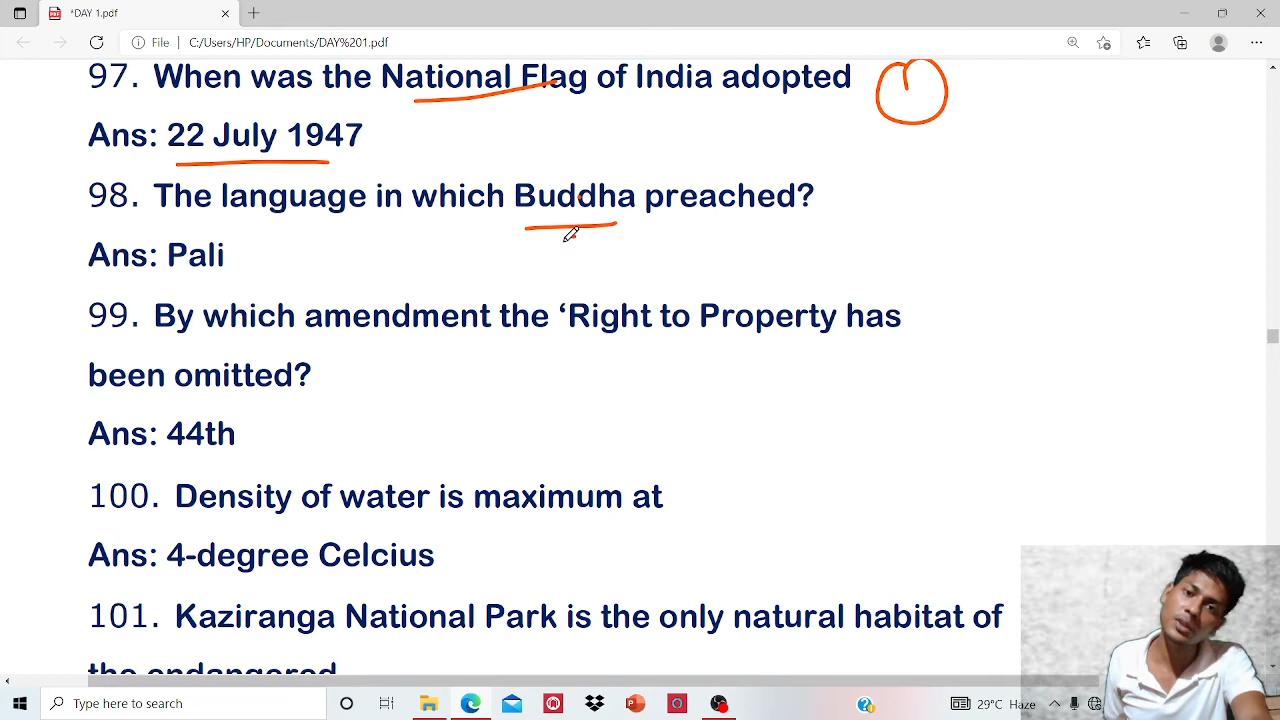 *DAY 1.pdf
File
C:/Users/HP/Documents/DAY%201.pdf
97. When was the National Flag of India adopted
Ans: 22 July 1947
98. The language in which Buddha preached?
Ans: Pali
99. By which amendment the ‘Right to Property has
been omitted?
Ans: 44th
100. Density of water is maximum at
Ans: 4-degree Celcius
101. Kaziranga National Park is the only natural habitat of
the endangered
Type here to search
29°C Haze